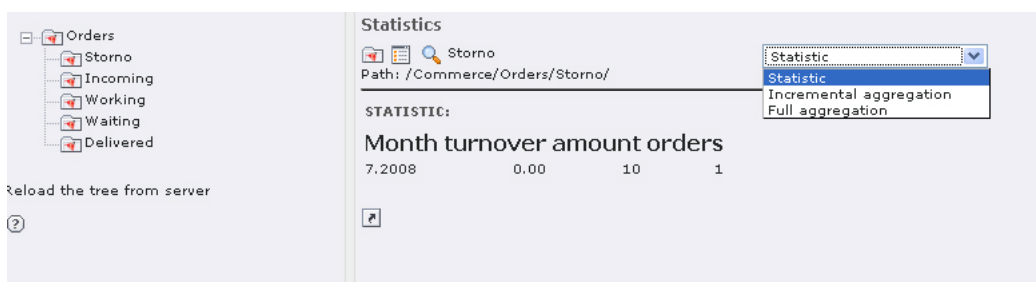 Orders
Storno
Incoming
Working
Waiting
Delivered
Reload the tree from server
?
Statistics
Storno
Path: /Commerce/Orders/Storno/
Statistic
Statistic
Incremental aggregation
Full aggregation
STATISTIC:
Month turnover amount orders
7.2008 0.00 10 1